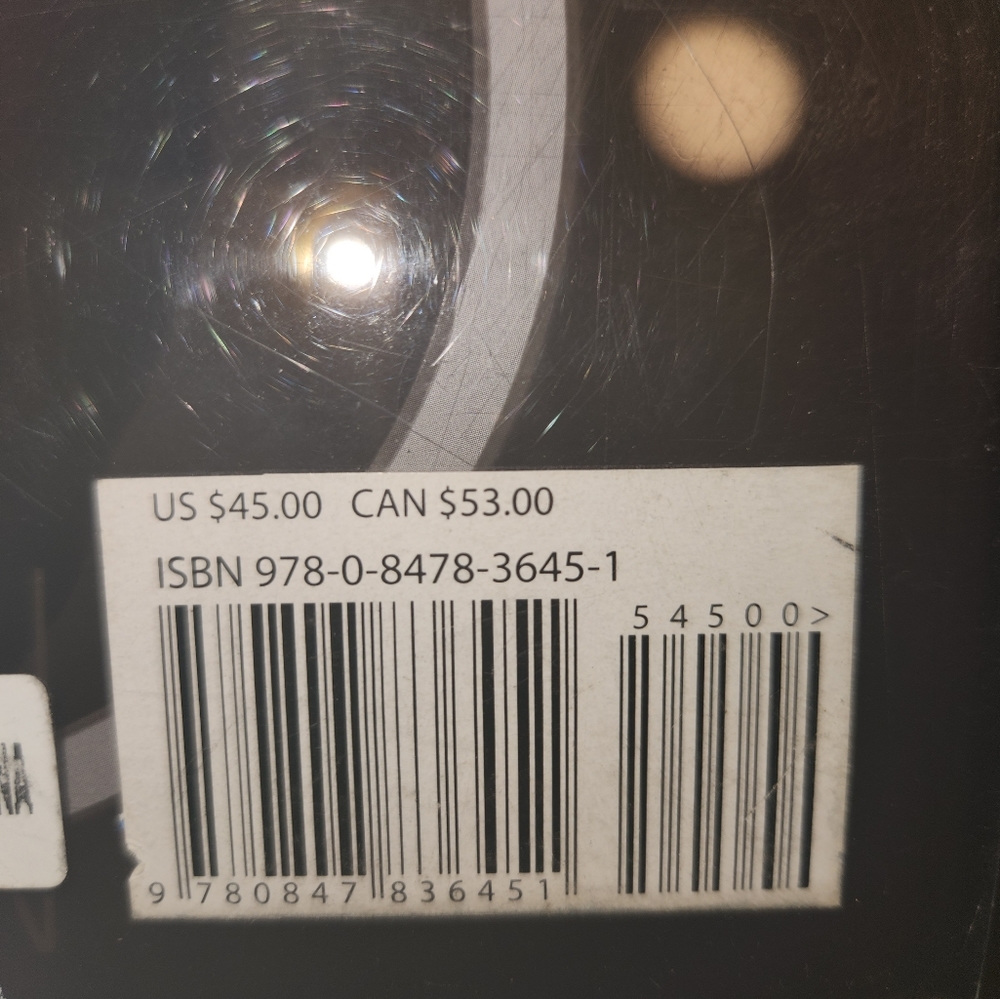 US $45.00 CAN $53.00
ISBN 978-0-8478-3645-1
54500>
9 780847 836451